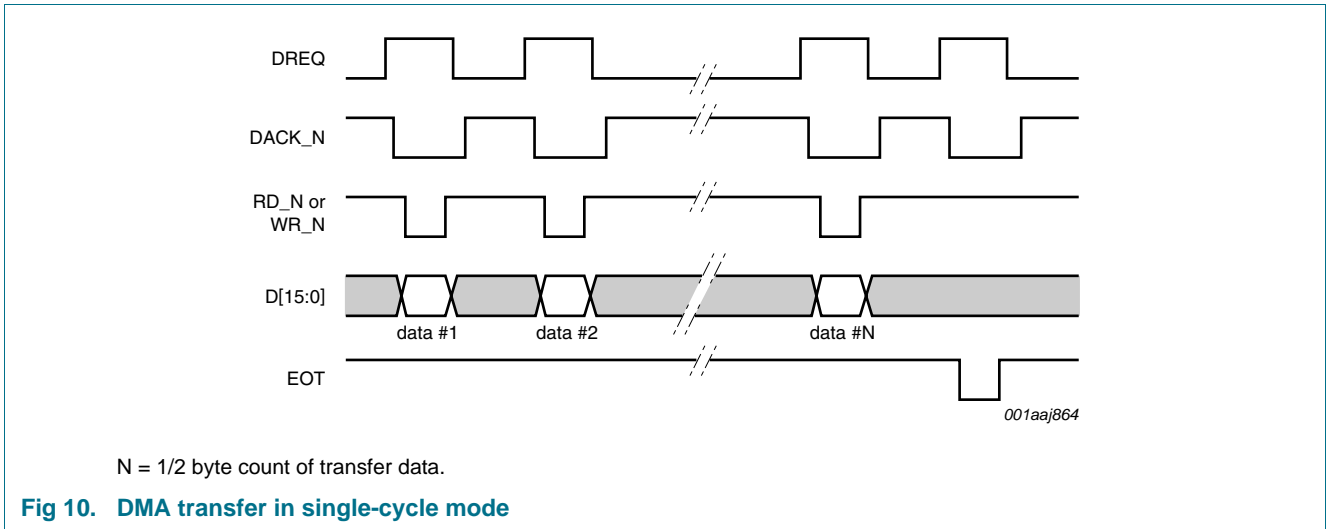 DREQ
DACK_N
RD_N or
WR_N
D[15:0]
data #1 data #2 data #N
EOT
001aaj864
N = 1/2 byte count of transfer data.
Fig 10. DMA transfer in single-cycle mode